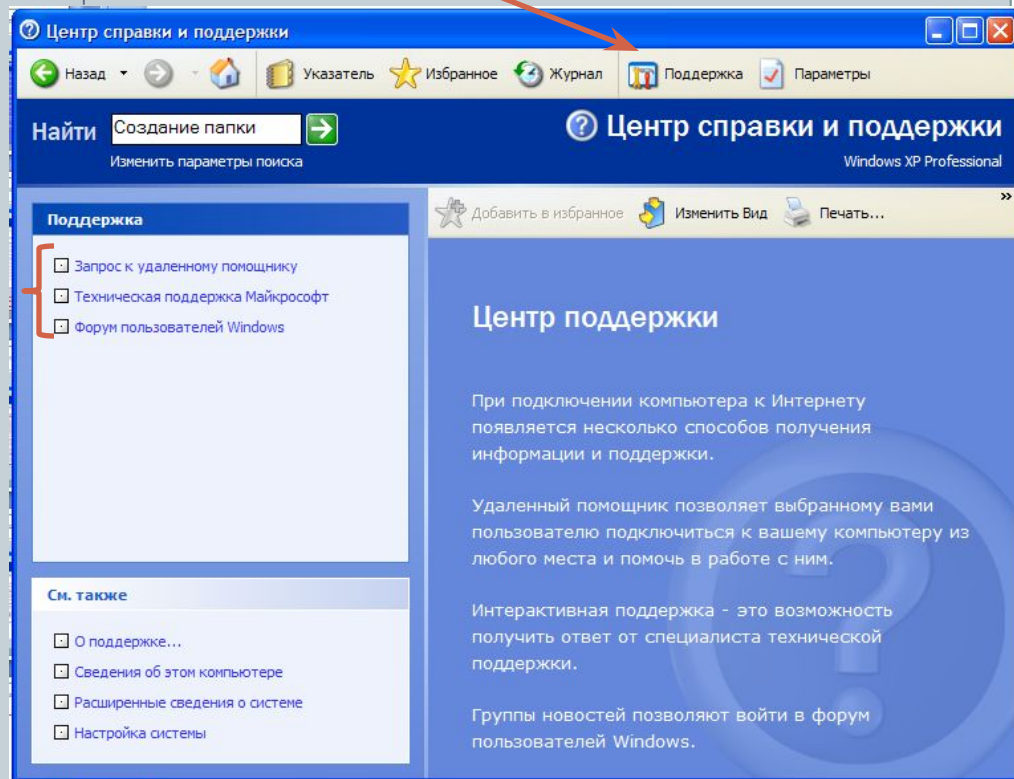 Центр справки и поддержки
Назад Указатель Избранное Журнал Поддержка Параметры
Найти Создание папки
Изменить параметры поиска
Центр справки и поддержки
Windows XP Professional
Поддержка
Запрос к удаленному помощнику
Техническая поддержка Майкрософт
Форум пользователей Windows
См. также
О поддержке...
Сведения об этом компьютере
Расширенные сведения о системе
Настройка системы
Добавить в избранное Изменить Вид Печать... »
Центр поддержки
При подключении компьютера к Интернету
появляется несколько способов получения
информации и поддержки.
Удаленный помощник позволяет выбранному вами
пользователю подключиться к вашему компьютеру из
любого места и помочь в работе с ним.
Интерактивная поддержка - это возможность
получить ответ от специалиста технической
поддержки.
Группы новостей позволяют войти в форум
пользователей Windows.